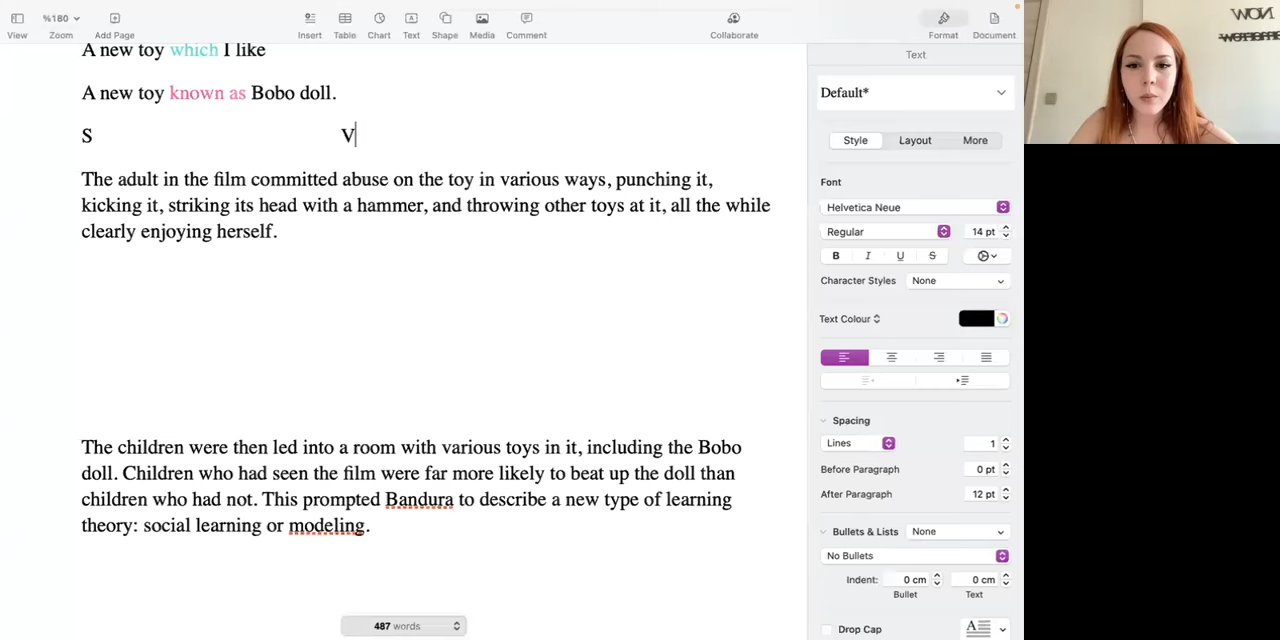 %180
View
Zoom
Add Page
Insert
Table
Chart
Text
Shape
Media
Comment
Collaborate
Format
Document
A new toy which I like
A new toy known as Bobo doll.
S V
The adult in the film committed abuse on the toy in various ways, punching it,
kicking it, striking its head with a hammer, and throwing other toys at it, all the while
clearly enjoying herself.
The children were then led into a room with various toys in it, including the Bobo
doll. Children who had seen the film were far more likely to beat up the doll than
children who had not. This prompted Bandura to describe a new type of learning
theory: social learning or modeling.
487 words
Text
Default*
Style Layout More
Font
Helvetica Neue
Regular 14 pt
B I U S
Character Styles None
Text Colour
Spacing
Lines 1
Before Paragraph 0 pt
After Paragraph 12 pt
Bullets & Lists None
No Bullets
Indent: 0 cm 0 cm
Bullet Text
Drop Cap A